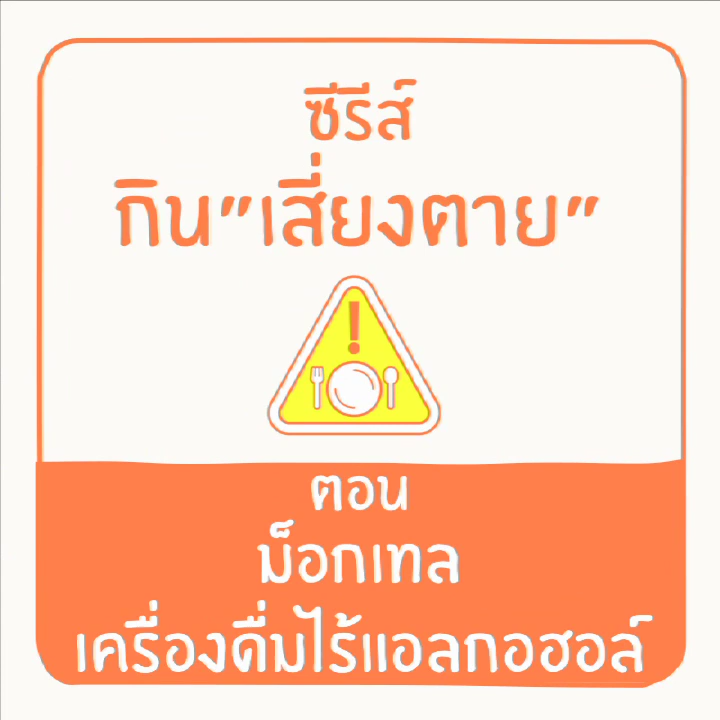 ซีรีส์
กิน"เสี่ยงตาย"
!
ตอน
ม็อกเทล
เครื่องดื่มไร้แอลกอฮอล์